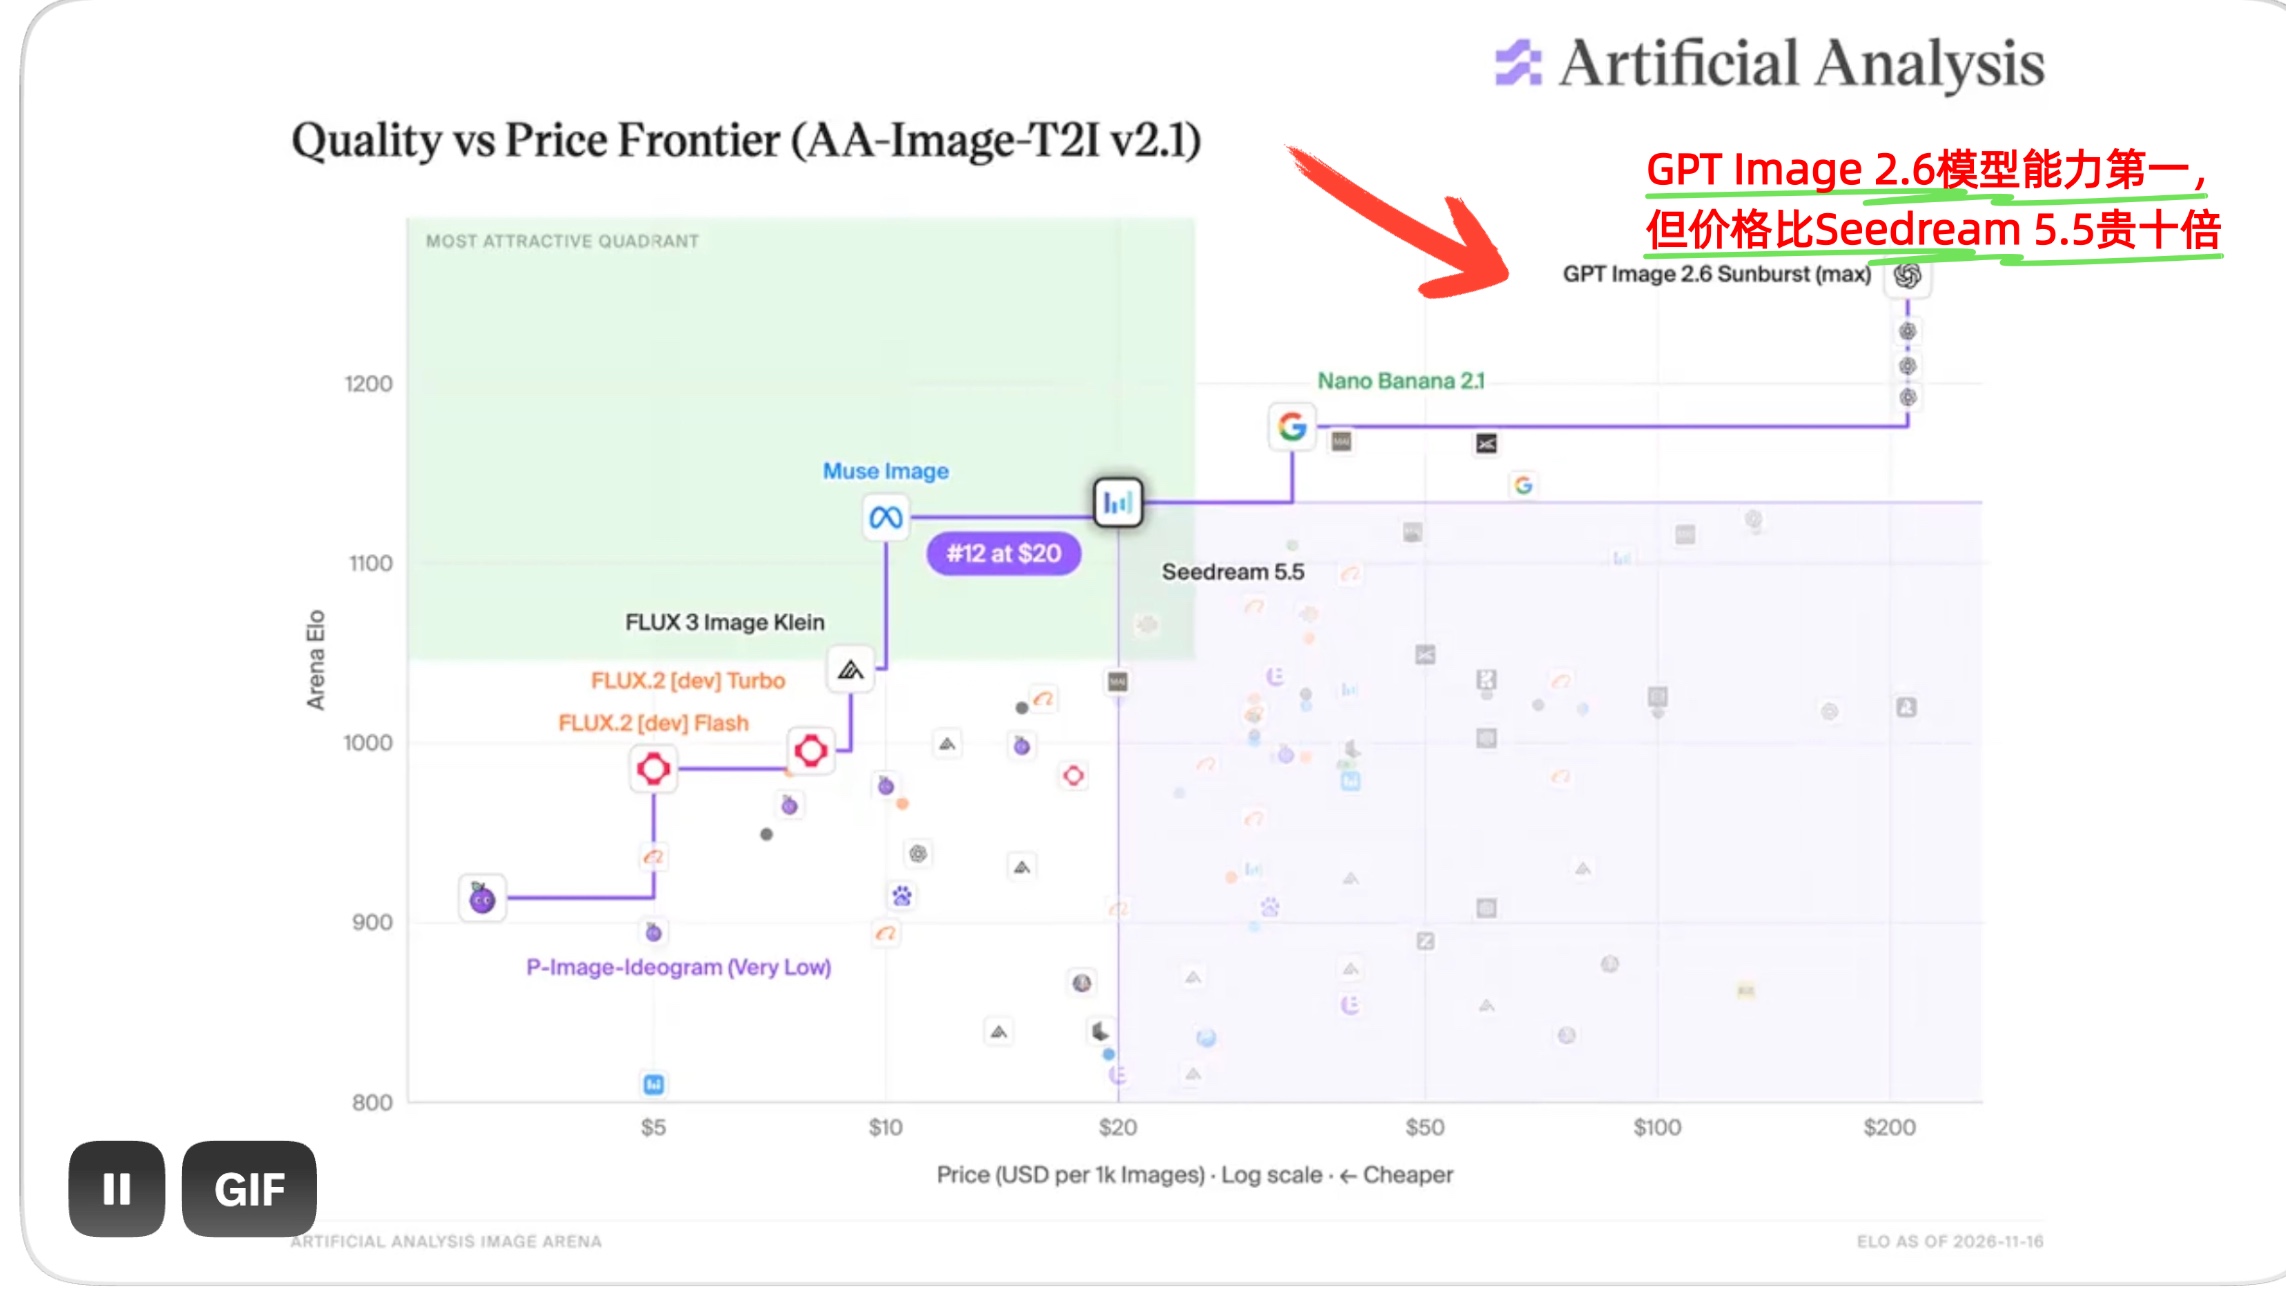 Artificial Analysis
Quality vs Price Frontier (AA-Image-T2I v2.1)
GPT Image 2.6模型能力第一，
但价格比Seedream 5.5贵十倍
MOST ATTRACTIVE QUADRANT
GPT Image 2.6 Sunburst (max)
1200
Nano Banana 2.1
MAI
Muse Image
#12 at $20
1100
Seedream 5.5
FLUX 3 Image Klein
Arena Elo
FLUX.2 [dev] Turbo
MAI
FLUX.2 [dev] Flash
1000
900
P-Image-Ideogram (Very Low)
800
$5
$10
$20
$50
$100
$200
Price (USD per 1k Images) · Log scale · ← Cheaper
GIF
ARTIFICIAL ANALYSIS IMAGE ARENA
ELO AS OF 2026-11-16